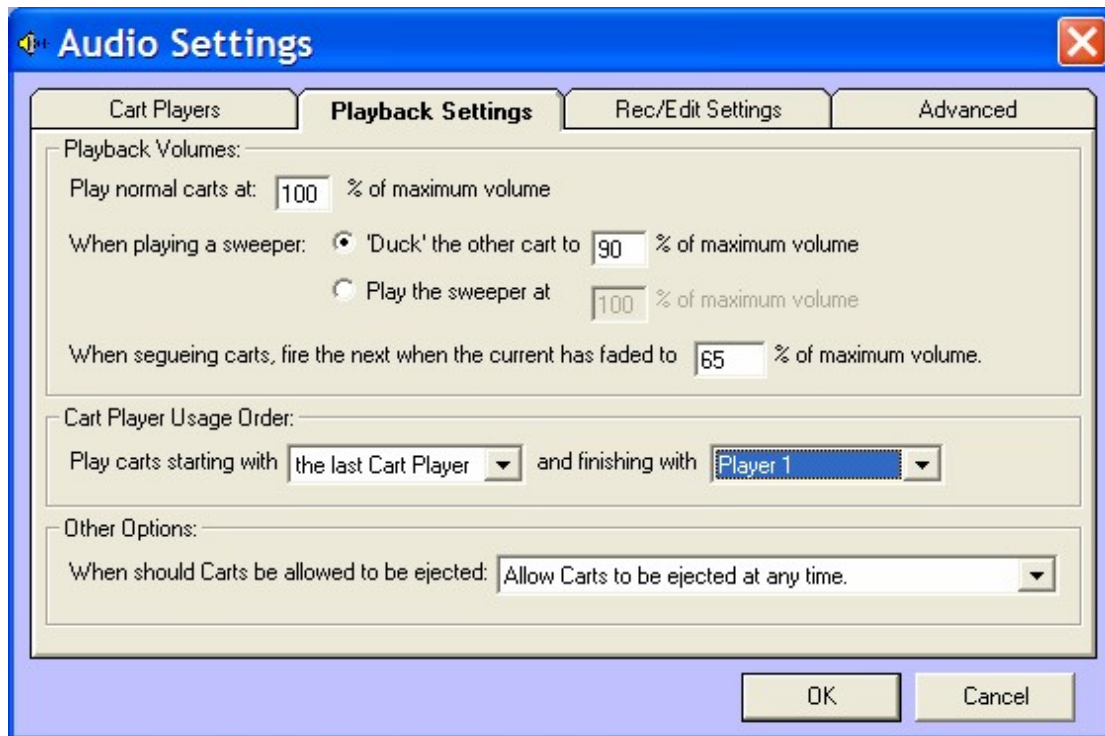 Audio Settings
Cart Players Playback Settings Rec/Edit Settings Advanced
Playback Volumes:
Play normal carts at: 100 % of maximum volume
When playing a sweeper: 'Duck' the other cart to 90 % of maximum volume
Play the sweeper at 100 % of maximum volume
When segueing carts, fire the next when the current has faded to 65 % of maximum volume.
Cart Player Usage Order:
Play carts starting with the last Cart Player and finishing with Player 1
Other Options:
When should Carts be allowed to be ejected: Allow Carts to be ejected at any time.
OK Cancel